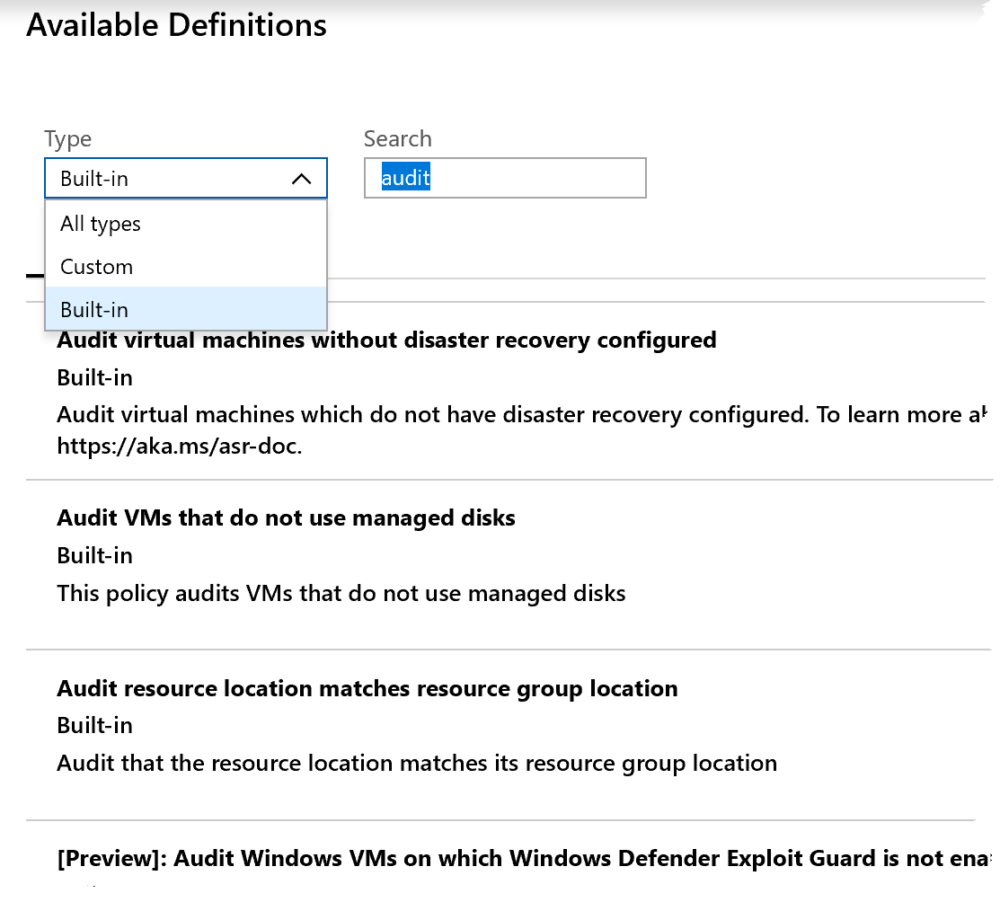 Available Definitions
Type
Search
Built-in
audit
All types
Custom
Built-in
Audit virtual machines without disaster recovery configured
Built-in
Audit virtual machines which do not have disaster recovery configured. To learn more
https://aka.ms/asr-doc.
Audit VMs that do not use managed disks
Built-in
This policy audits VMs that do not use managed disks
Audit resource location matches resource group location
Built-in
Audit that the resource location matches its resource group location
[Preview]: Audit Windows VMs on which Windows Defender Exploit Guard is not